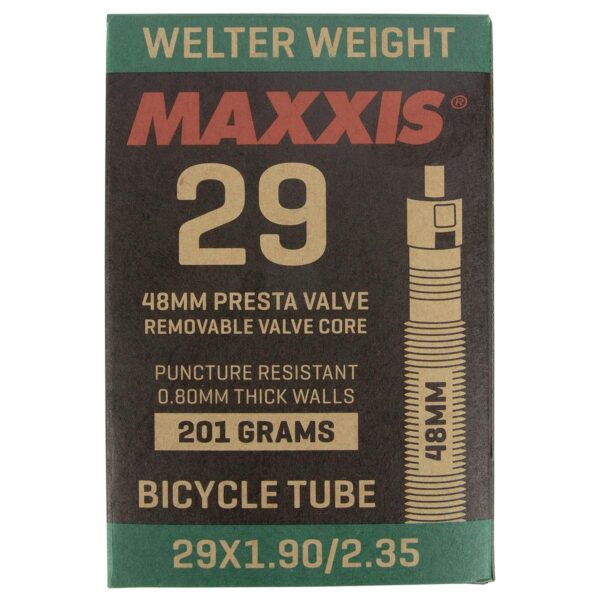 WELTER WEIGHT
MAXXIS®
29
48MM PRESTA VALVE
REMOVABLE VALVE CORE
PUNCTURE RESISTANT
0.80MM THICK WALLS
201 GRAMS
48MM
BICYCLE TUBE
29X1.90/2.35